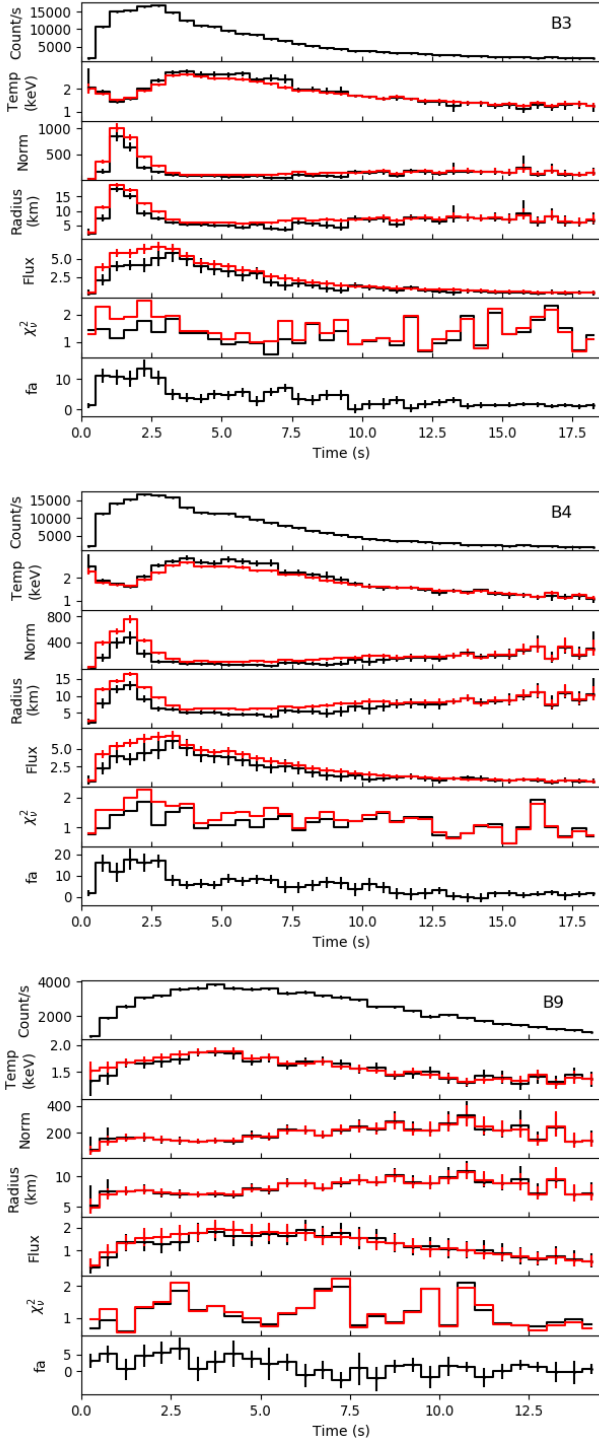 B3
Count/s
15000
10000
5000
Temp
(keV)
2
1
Norm
1000
500
Radius
(km)
15
10
5
Flux
5.0
2.5
χ²ᵥ
2
1
fa
10
0
0.0 2.5 5.0 7.5 10.0 12.5 15.0 17.5
Time (s)
B4
Count/s
15000
10000
5000
Temp
(keV)
2
1
Norm
800
400
Radius
(km)
15
10
5
Flux
5.0
2.5
χ²ᵥ
2
1
fa
20
10
0
0.0 2.5 5.0 7.5 10.0 12.5 15.0 17.5
Time (s)
B9
Count/s
4000
2000
Temp
(keV)
2.0
1.5
Norm
400
200
Radius
(km)
10
5
Flux
2
1
χ²ᵥ
2
1
fa
5
0
0.0 2.5 5.0 7.5 10.0 12.5
Time (s)